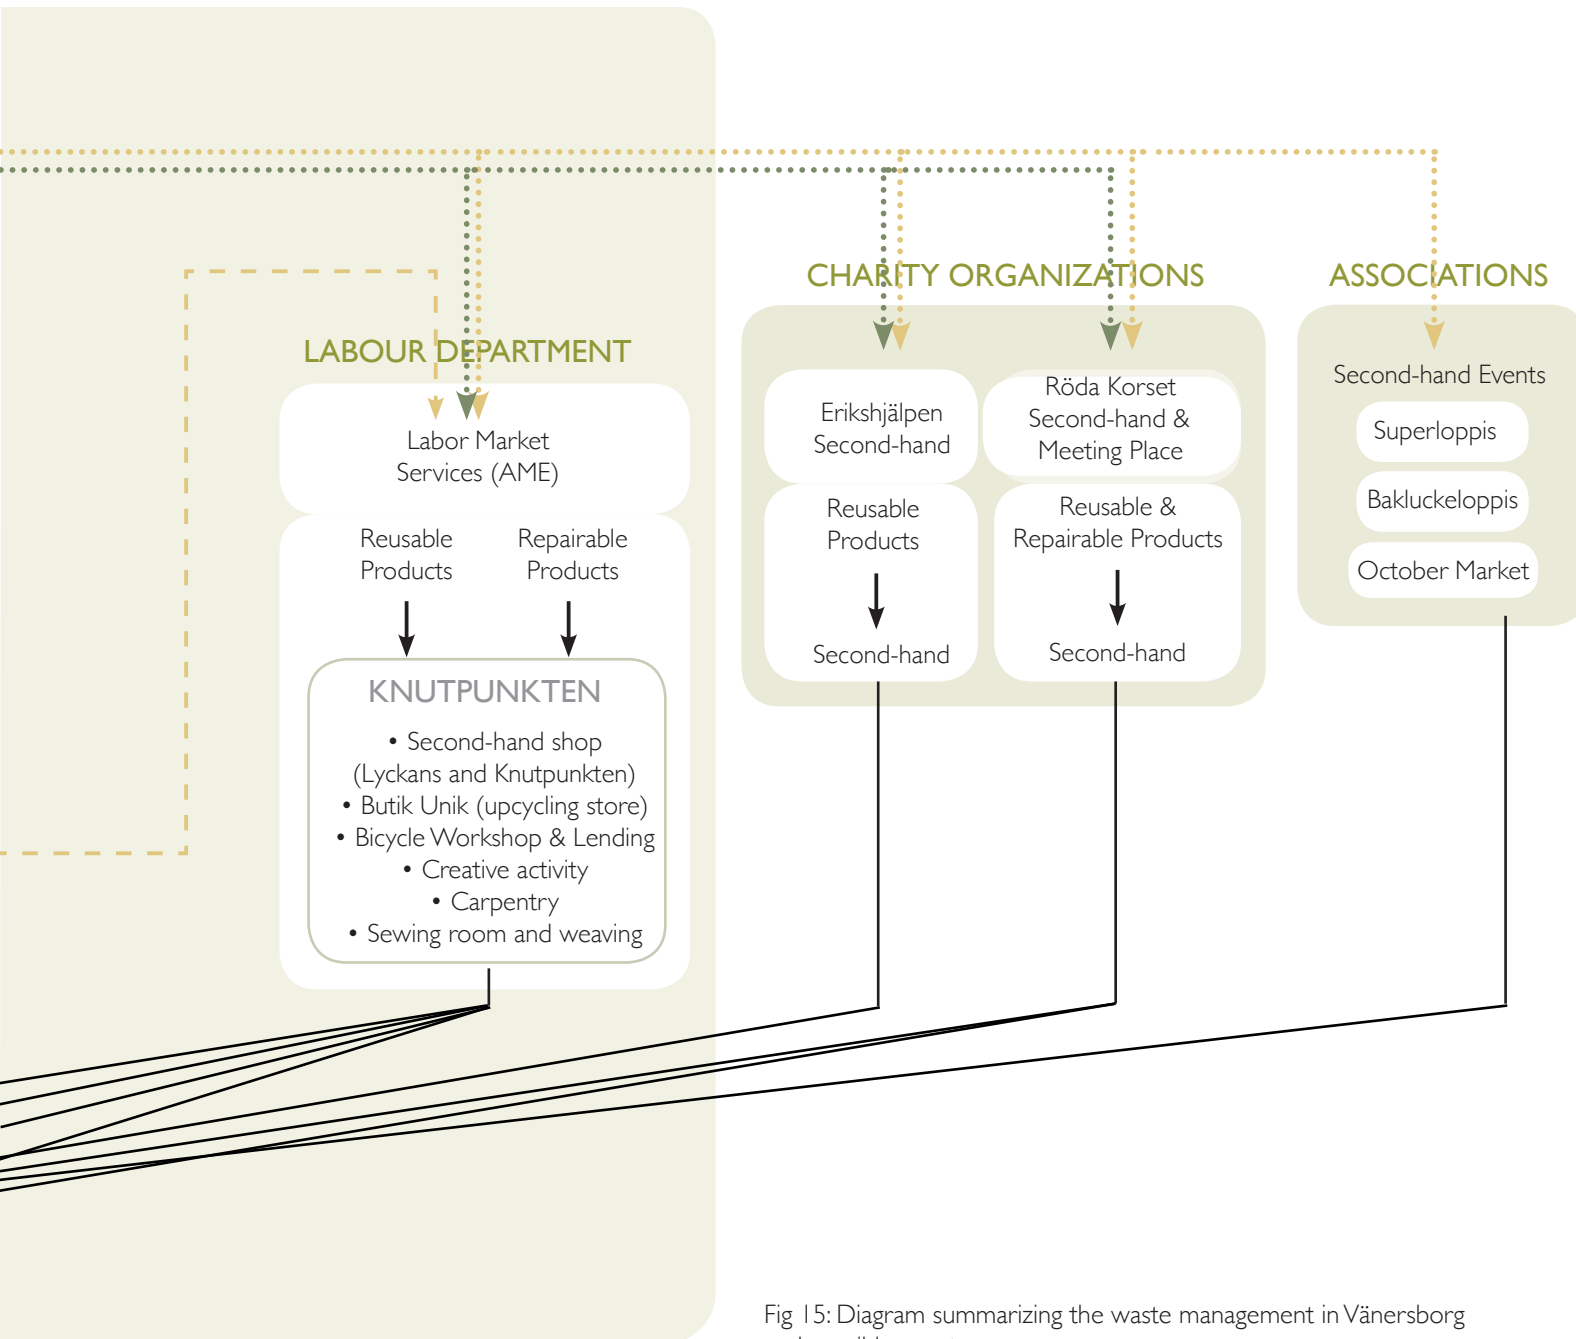 LABOUR DEPARTMENT
Labor Market
Services (AME)
Reusable
Products
Repairable
Products
KNUTPUNKTEN
• Second-hand shop
(Lyckans and Knutpunkten)
• Butik Unik (upcycling store)
• Bicycle Workshop & Lending
• Creative activity
• Carpentry
• Sewing room and weaving
CHARITY ORGANIZATIONS
Erikshjälpen
Second-hand
Reusable
Products
Second-hand
Röda Korset
Second-hand &
Meeting Place
Reusable &
Repairable Products
Second-hand
ASSOCIATIONS
Second-hand Events
Superloppis
Bakluckeloppis
October Market
Fig 15: Diagram summarizing the waste management in Vänersborg